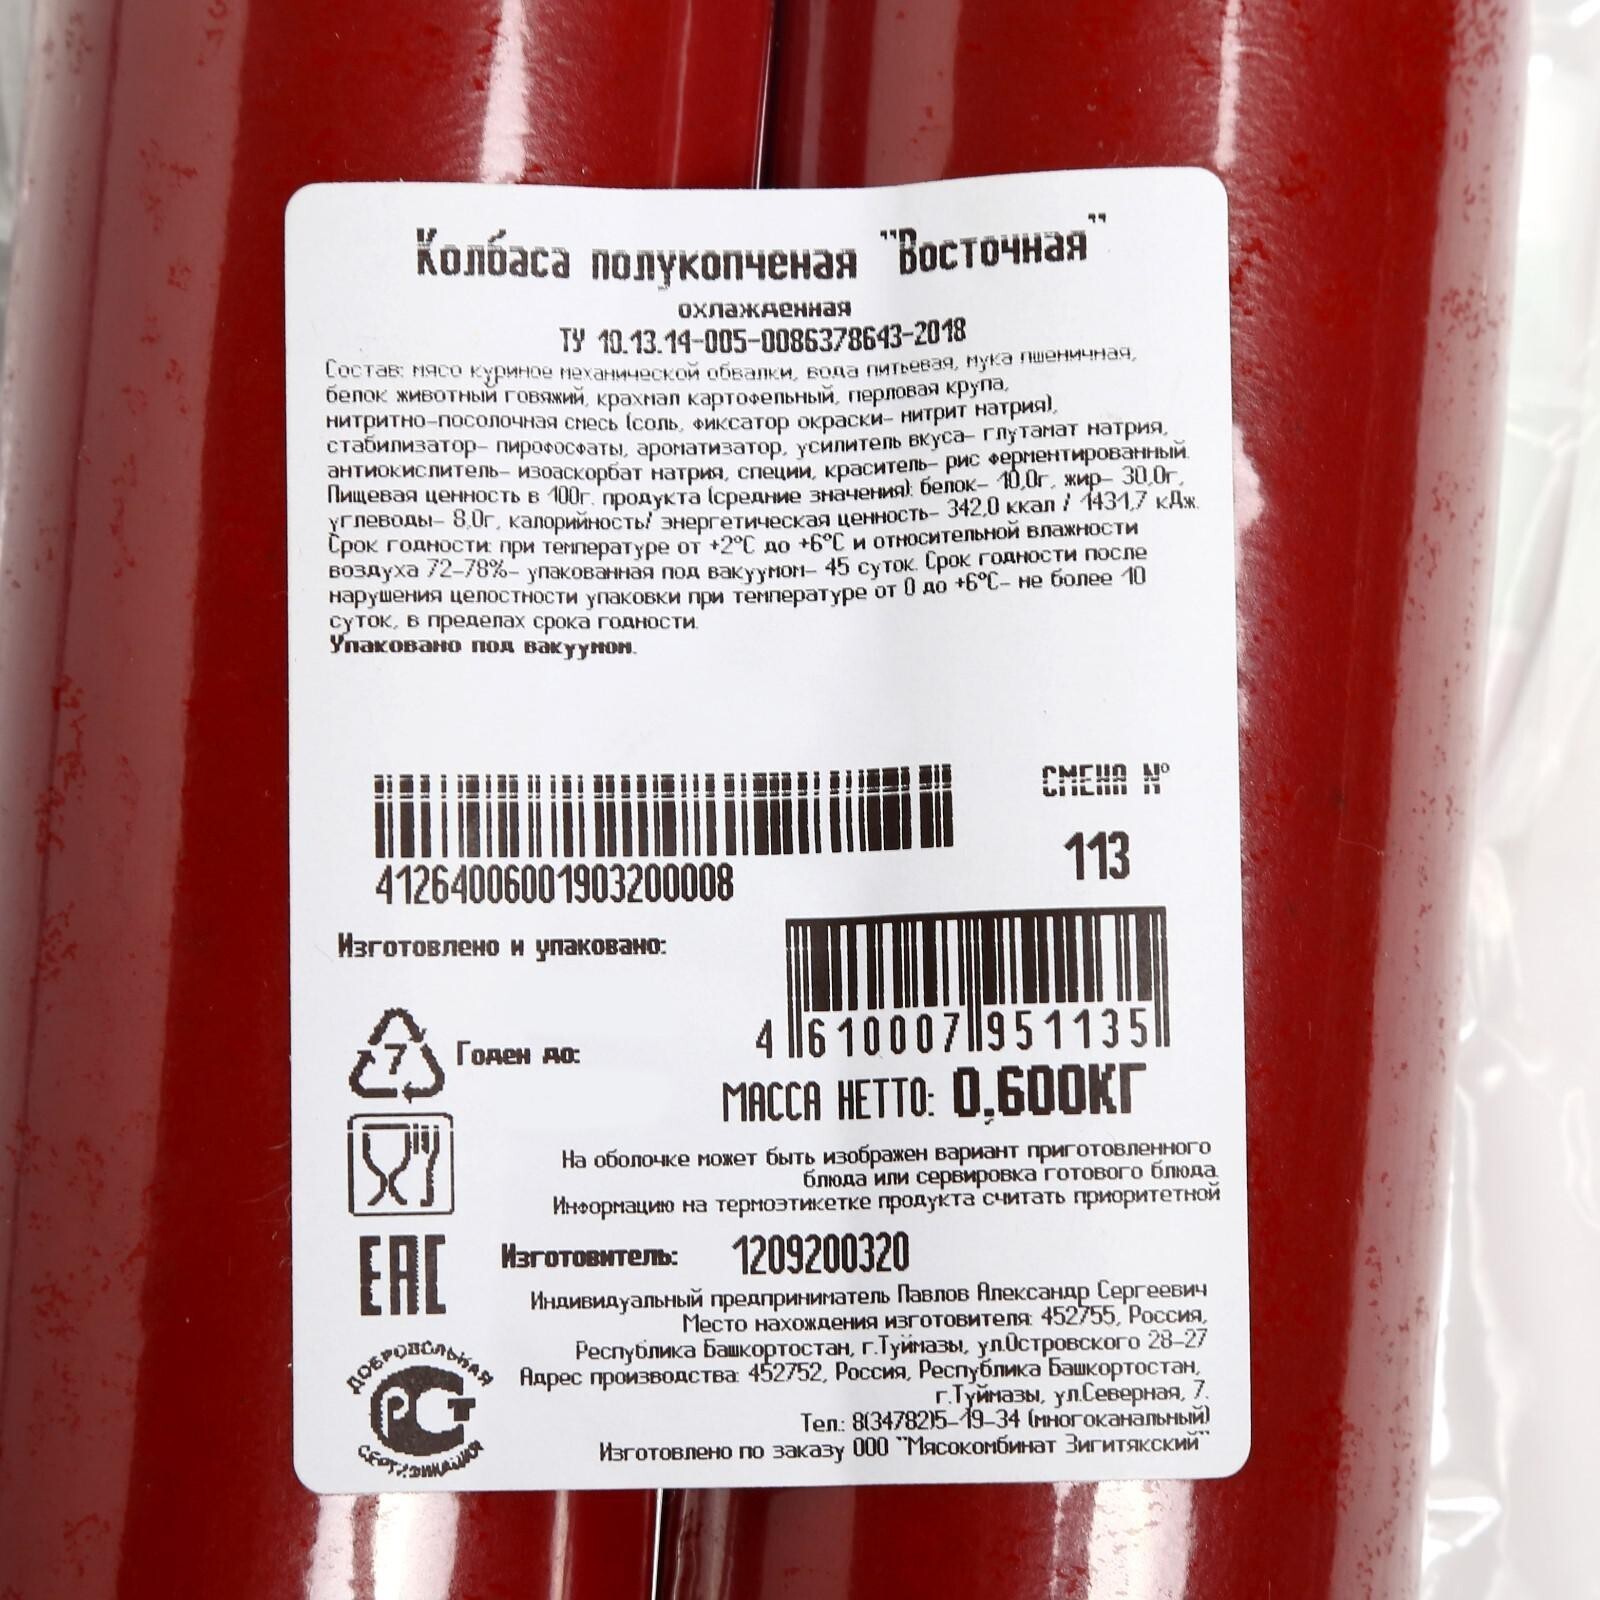 Колбаса полукопченая "Восточная"
охлажденная
ТУ 10.13.14-005-0086378643-2018
Состав: мясо куриное механической обвалки, вода питьевая, мука пшеничная,
белок животный говяжий, крахмал картофельный, перловая крупа,
нитритно-посолочная смесь (соль, фиксатор окраски- нитрит натрия),
стабилизатор- пирофосфаты, ароматизатор, усилитель вкуса- глутамат натрия,
антиокислитель- изоаскорбат натрия, специи, краситель- рис ферментированный.
Пищевая ценность в 100г. продукта (средние значения): белок- 10,0г, жир- 30,0г,
углеводы- 8,0г, калорийность/ энергетическая ценность- 342,0 ккал / 1431,7 кДж.
Срок годности: при температуре от +2°С до +6°С и относительной влажности
воздуха 72-78%- упакованная под вакуумом- 45 суток. Срок годности после
нарушения целостности упаковки при температуре от 0 до +6°С- не более 10
суток, в пределах срока годности.
Упаковано под вакуумом.
СМЕНА №
113
41264006001903200008
Изготовлено и упаковано:
4 610007 951135
7
Годен до:
МАССА НЕТТО: 0,600КГ
На оболочке может быть изображен вариант приготовленного
блюда или сервировка готового блюда.
Информацию на термоэтикетке продукта считать приоритетной
EAC
Изготовитель: 1209200320
Индивидуальный предприниматель Павлов Александр Сергеевич
Место нахождения изготовителя: 452755, Россия,
Республика Башкортостан, г.Туймазы, ул.Островского 28-27
Адрес производства: 452752, Россия, Республика Башкортостан,
г.Туймазы, ул.Северная, 7.
Тел.: 8(34782)5-19-34 (многоканальный)
Изготовлено по заказу ООО "Мясокомбинат Зигитякский"
ДОБРОВОЛЬНАЯ
РСТ
СЕРТИФИКАЦИЯ